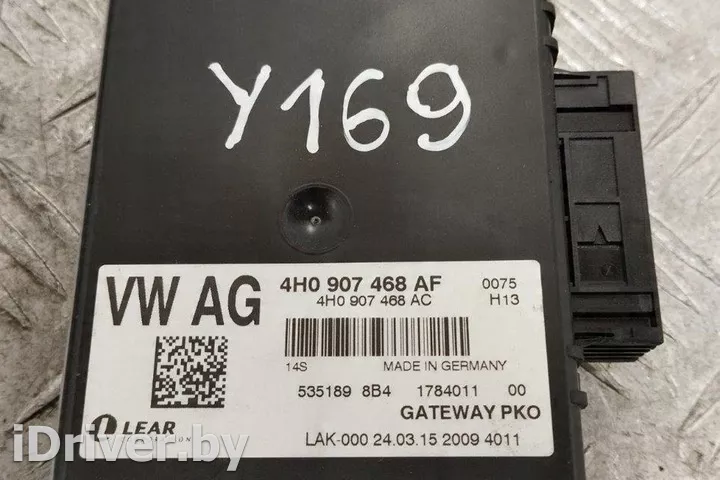 Y169
VW AG
4H0 907 468 AF 0075
4H0 907 468 AC H13
14S MADE IN GERMANY
535189 8B4 1784011 00
GATEWAY PKO
LEAR
LAK-000 24.03.15 2009 4011
A
iDriver.by